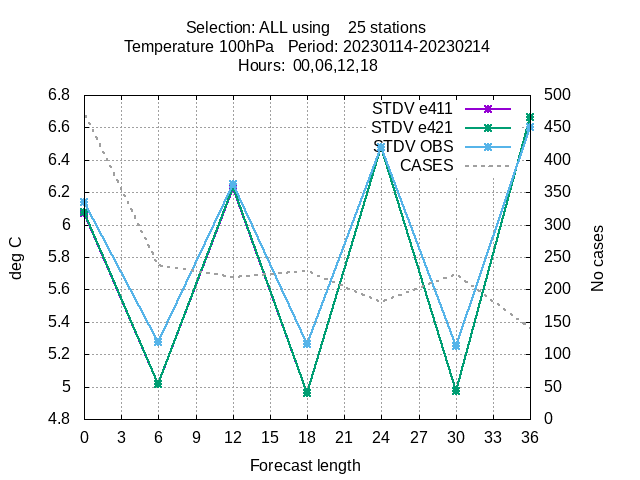 Selection: ALL using    25 stations
Temperature 100hPa   Period: 20230114-20230214
Hours:  00,06,12,18
STDV e411
STDV e421
STDV OBS
CASES
6.8
6.6
6.4
6.2
6
5.8
5.6
5.4
5.2
5
4.8
500
450
400
350
300
250
200
150
100
50
0
deg C
No cases
0 3 6 9 12 15 18 21 24 27 30 33 36
Forecast length